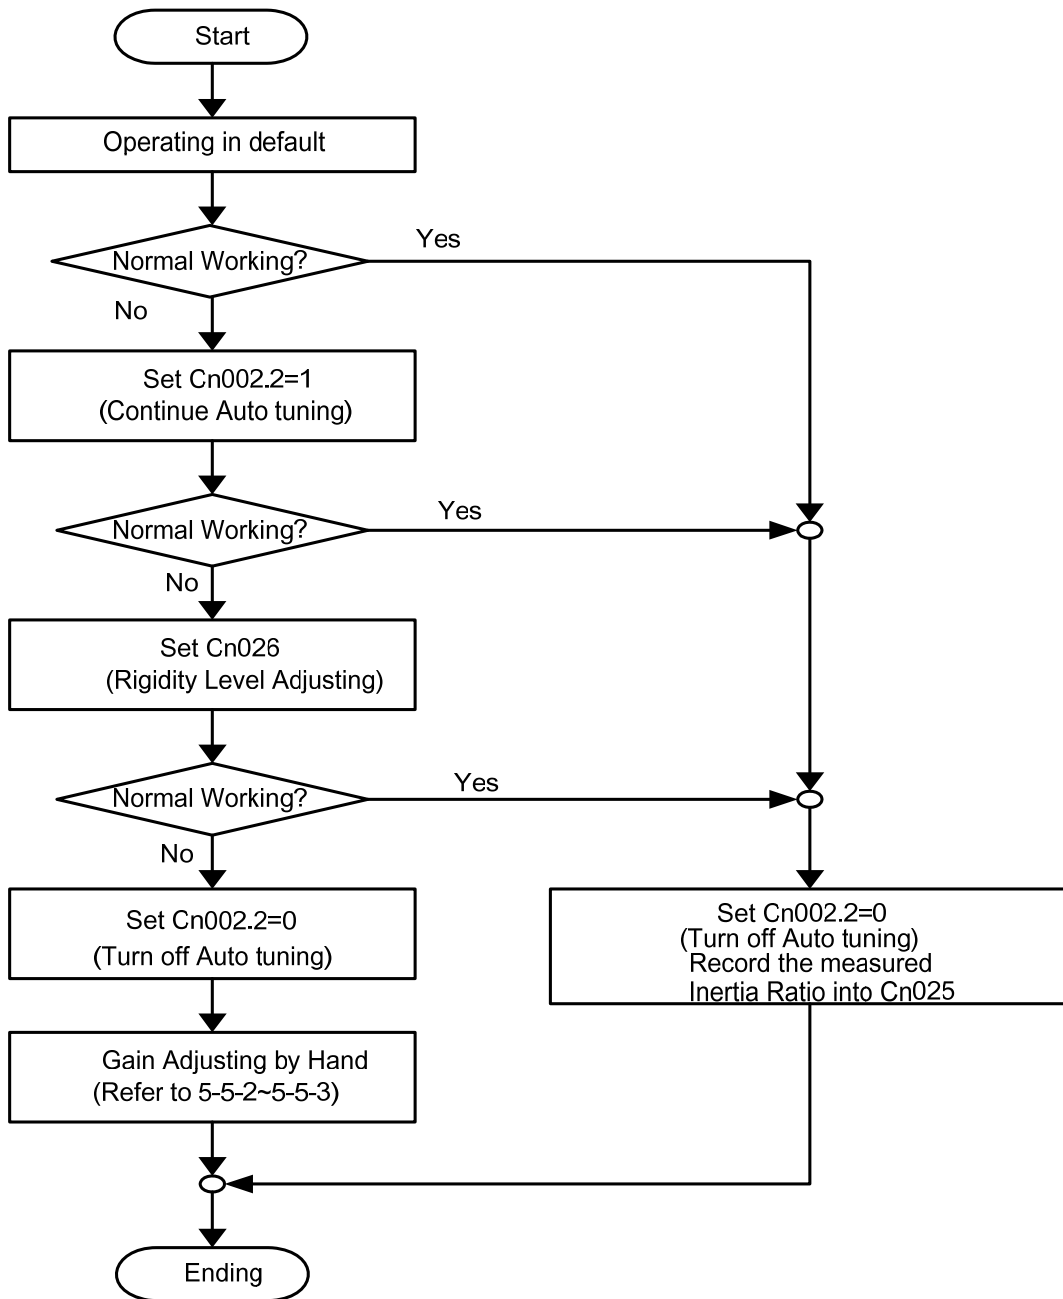 Start
Operating in default
Normal Working?
Yes
No
Set Cn002.2=1
(Continue Auto tuning)
Normal Working?
Yes
No
Set Cn026
(Rigidity Level Adjusting)
Normal Working?
Yes
No
Set Cn002.2=0
(Turn off Auto tuning)
Set Cn002.2=0
(Turn off Auto tuning)
Record the measured
Inertia Ratio into Cn025
Gain Adjusting by Hand
(Refer to 5-5-2~5-5-3)
Ending